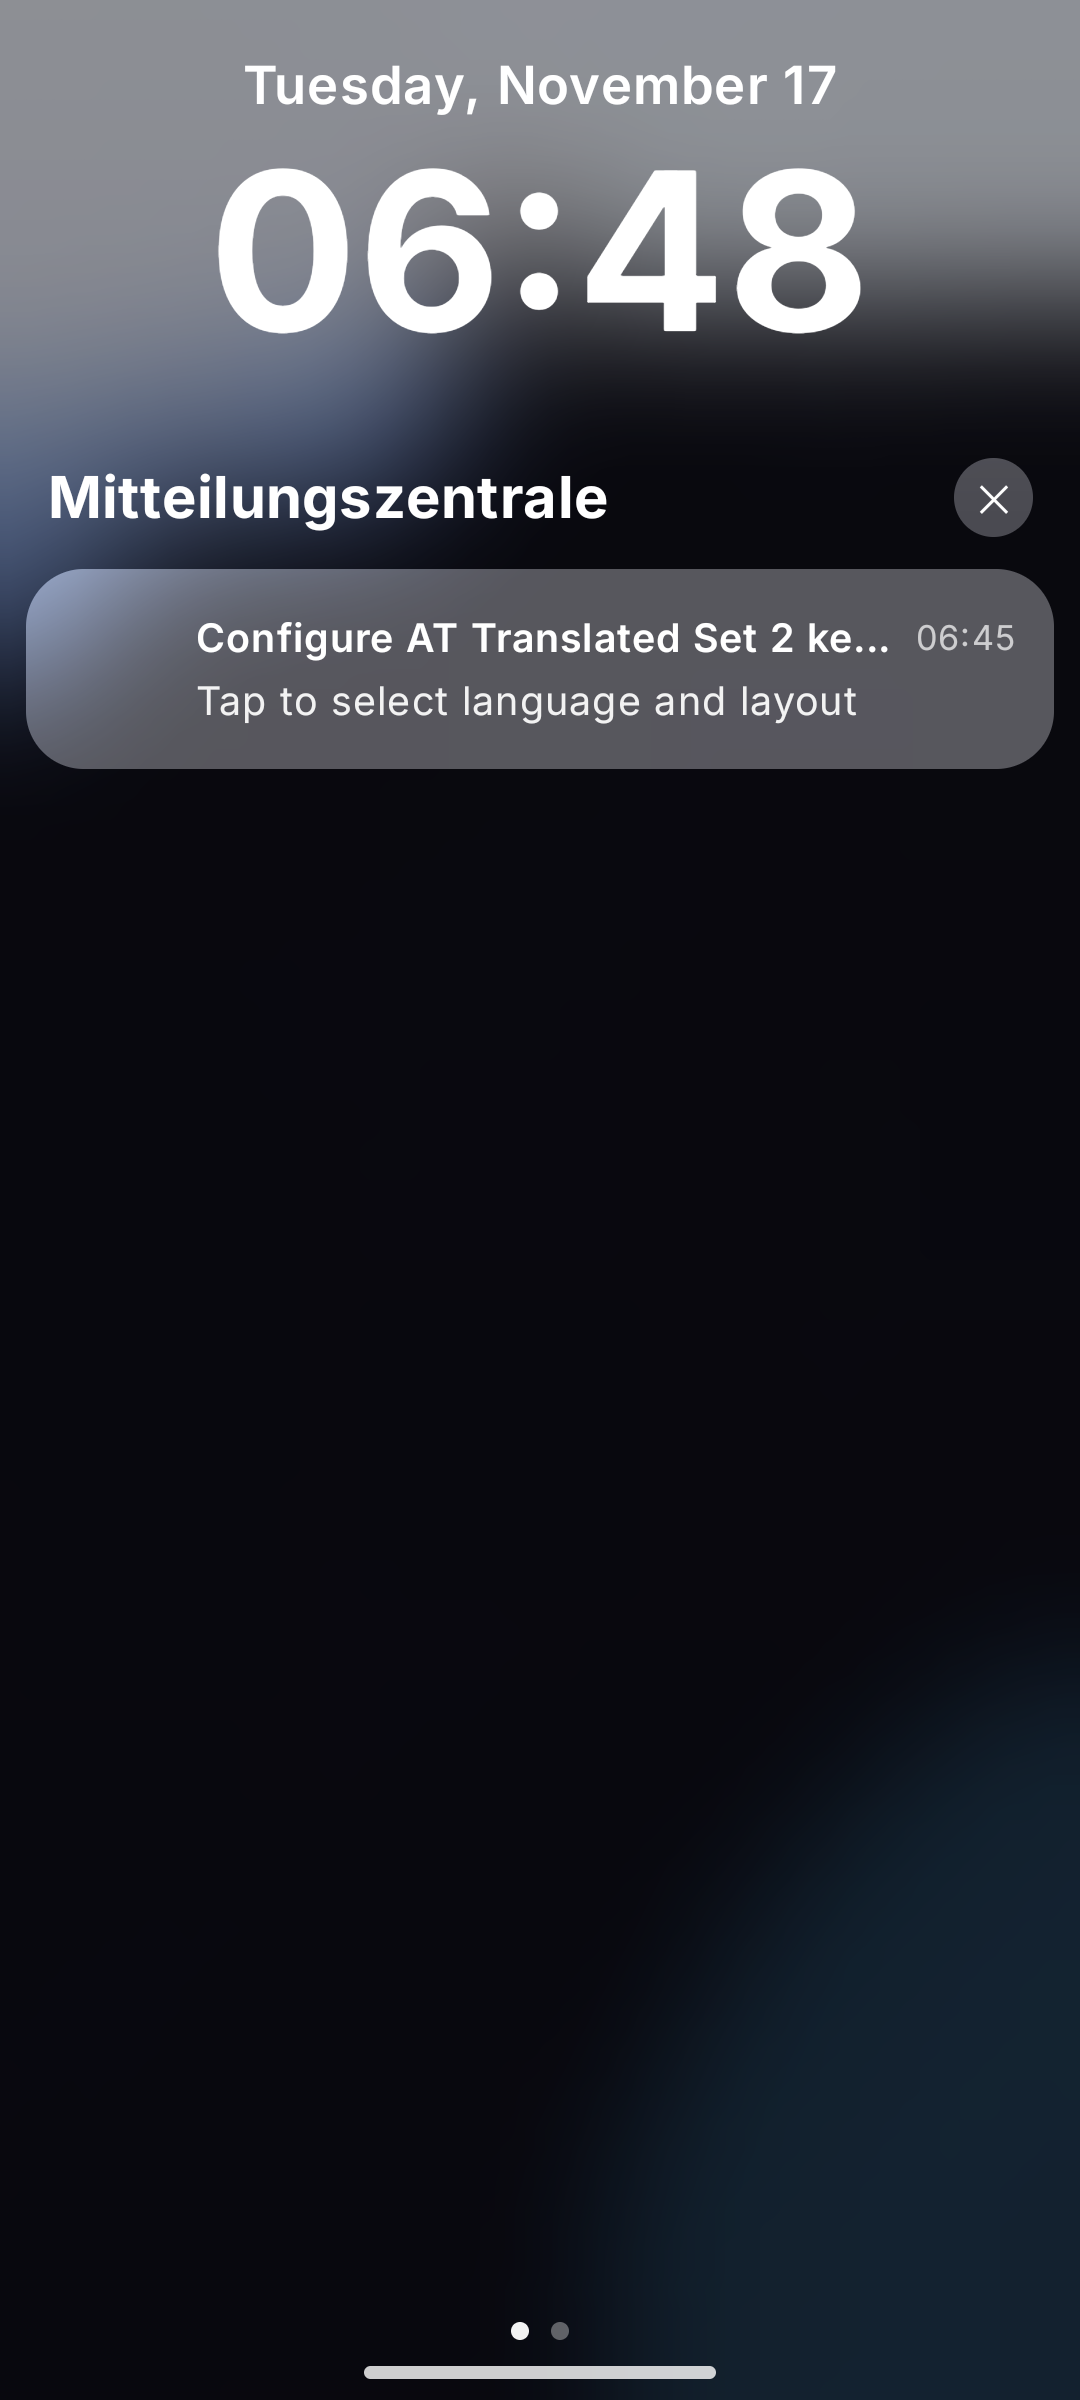 Tuesday, November 17
06:48
Mitteilungszentrale
Configure AT Translated Set 2 ke... 06:45
Tap to select language and layout